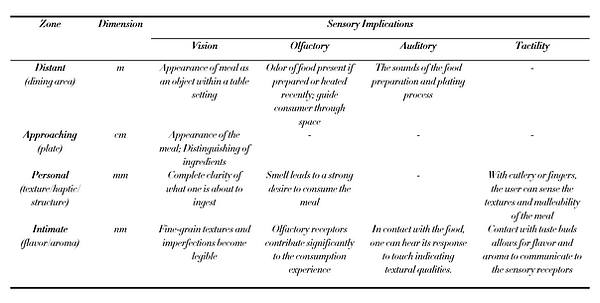 Zone Dimension Sensory Implications
Vision Olfactory Auditory Tactility
Distant m Appearance of meal as Odor of food present if The sounds of the food -
(dining area) an object within a table prepared or heated preparation and plating
setting recently; guide process
consumer through
space
Approaching cm Appearance of the - - -
(plate) meal; Distinguishing of
ingredients
Personal mm Complete clarity of Smell leads to a strong - With cutlery or fingers,
(texture/haptic/ what one is about to desire to consume the the user can sense the
structure) ingest meal textures and malleability
of the meal
Intimate nm Fine-grain textures and Olfactory receptors In contact with the food, Contact with taste buds
(flavor/aroma) imperfections become contribute significantly one can hear its response allows for flavor and
legible to the consumption to touch indicating aroma to communicate to
experience textural qualities. the sensory receptors